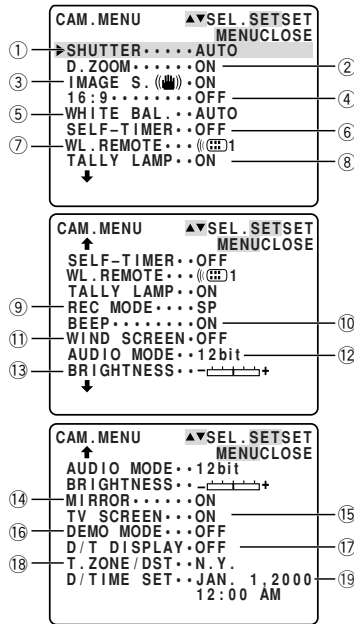 CAM.MENU ▲▼SEL.SETSET
MENUCLOSE
① SHUTTER•••••AUTO
D.ZOOM••••••ON ②
③ IMAGE S. •ON
16:9••••••••OFF ④
⑤ WHITE BAL.••AUTO
SELF–TIMER••OFF ⑥
⑦ WL.REMOTE•••1
TALLY LAMP••ON ⑧
CAM.MENU ▲▼SEL.SETSET
MENUCLOSE
SELF–TIMER••OFF
WL.REMOTE•••1
TALLY LAMP••ON
⑨ REC MODE••••SP
BEEP••••••••ON ⑩
⑪ WIND SCREEN•OFF
AUDIO MODE••12bit ⑫
⑬ BRIGHTNESS••–+
CAM.MENU ▲▼SEL.SETSET
MENUCLOSE
AUDIO MODE••12bit
BRIGHTNESS••–+
⑭ MIRROR••••••ON
TV SCREEN•••ON ⑮
⑯ DEMO MODE•••OFF
D/T DISPLAY•OFF ⑰
⑱ T.ZONE/DST••N.Y.
D/TIME SET••JAN. 1,2000 ⑲
12:00 AM